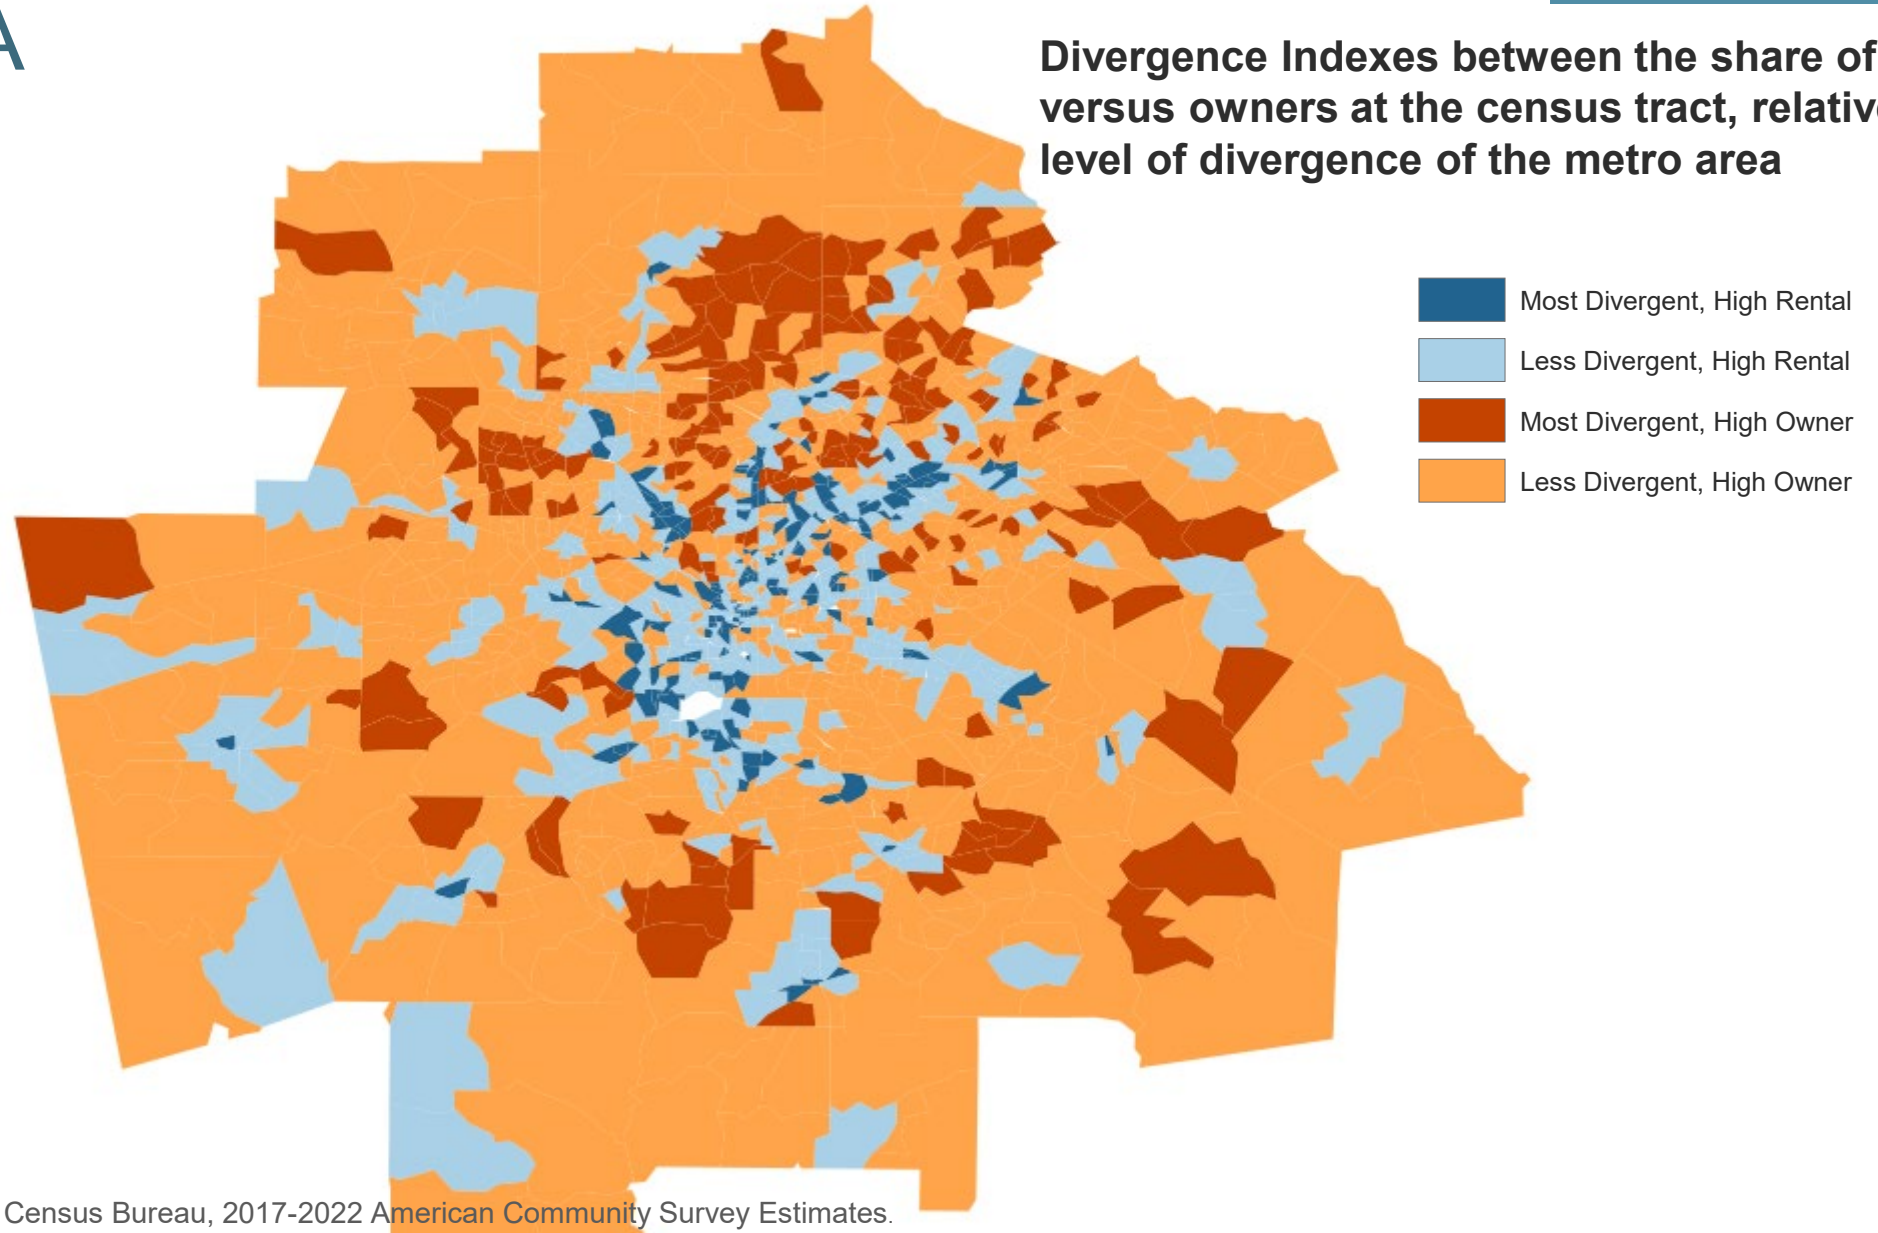 A
Divergence Indexes between the share of
versus owners at the census tract, relative
level of divergence of the metro area
Most Divergent, High Rental
Less Divergent, High Rental
Most Divergent, High Owner
Less Divergent, High Owner
Census Bureau, 2017-2022 American Community Survey Estimates.